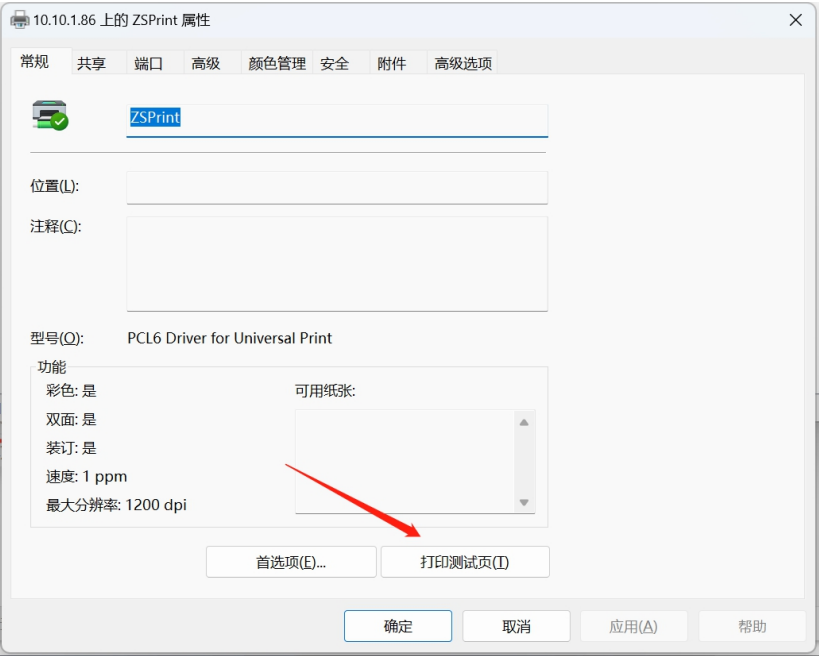 10.10.1.86 上的 ZSPrint 属性
常规 共享 端口 高级 颜色管理 安全 附件 高级选项
ZSPrint
位置(L):
注释(C):
型号(O): PCL6 Driver for Universal Print
功能
彩色: 是 可用纸张:
双面: 是
装订: 是
速度: 1 ppm
最大分辨率: 1200 dpi
首选项(E)... 打印测试页(T)
确定 取消 应用(A) 帮助